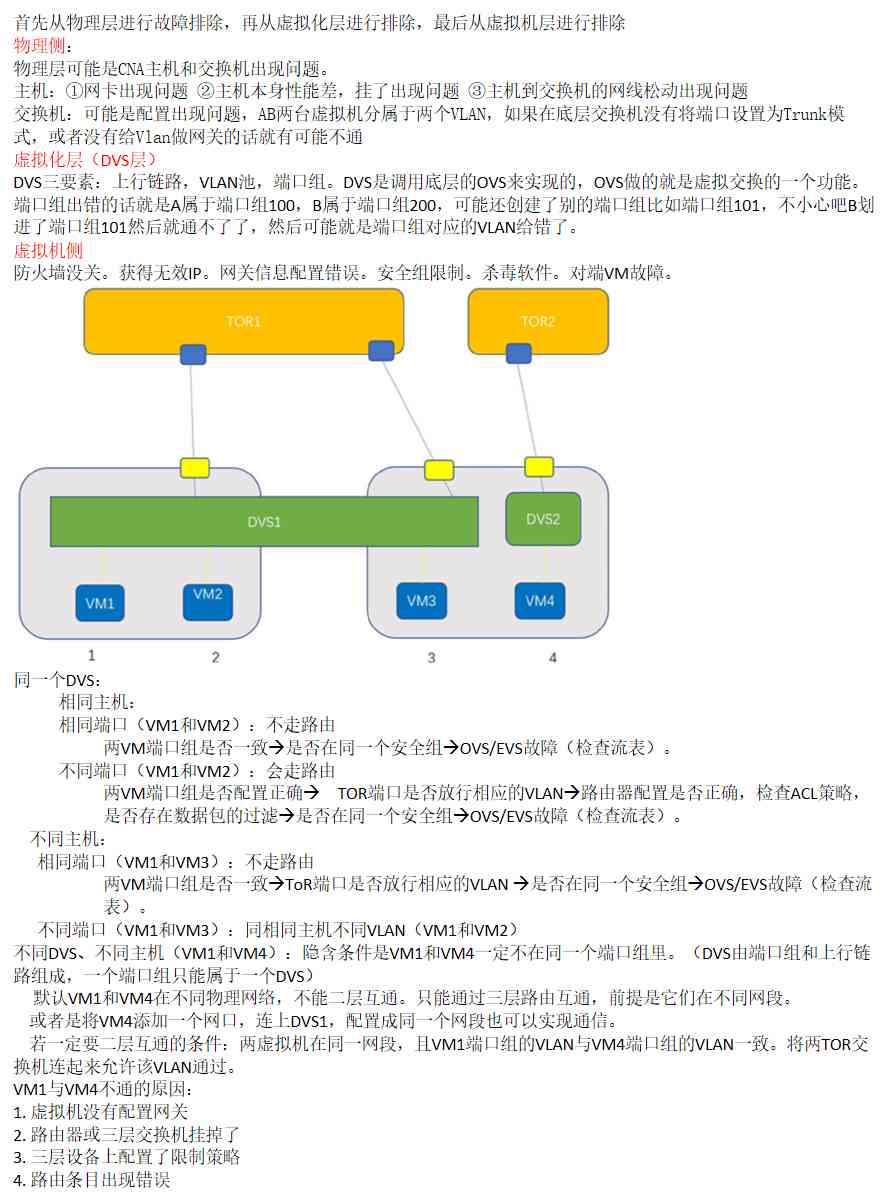 首先从物理层进行故障排除，再从虚拟化层进行排除，最后从虚拟机层进行排除
物理侧：
物理层可能是CNA主机和交换机出现问题。
主机：①网卡出现问题 ②主机本身性能差，挂了出现问题 ③主机到交换机的网线松动出现问题
交换机：可能是配置出现问题，AB两台虚拟机分属于两个VLAN，如果在底层交换机没有将端口设置为Trunk模
式，或者没有给Vlan做网关的话就有可能不通
虚拟化层（DVS层）
DVS三要素：上行链路，VLAN池，端口组。DVS是调用底层的OVS来实现的，OVS做的就是虚拟交换的一个功能。
端口组出错的话就是A属于端口组100，B属于端口组200，可能还创建了别的端口组比如端口组101，不小心吧B划
进了端口组101然后就通不了了，然后可能就是端口组对应的VLAN给错了。
虚拟机侧
防火墙没关。获得无效IP。网关信息配置错误。安全组限制。杀毒软件。对端VM故障。
TOR1
TOR2
DVS1
DVS2
VM1
VM2
VM3
VM4
1
2
3
4
同一个DVS：
相同主机：
相同端口（VM1和VM2）：不走路由
两VM端口组是否一致→是否在同一个安全组→OVS/EVS故障（检查流表）。
不同端口（VM1和VM2）：会走路由
两VM端口组是否配置正确→ TOR端口是否放行相应的VLAN→路由器配置是否正确，检查ACL策略，
是否存在数据包的过滤→是否在同一个安全组→OVS/EVS故障（检查流表）。
不同主机：
相同端口（VM1和VM3）：不走路由
两VM端口组是否一致→ToR端口是否放行相应的VLAN →是否在同一个安全组→OVS/EVS故障（检查流
表）。
不同端口（VM1和VM3）：同相同主机不同VLAN（VM1和VM2）
不同DVS、不同主机（VM1和VM4）：隐含条件是VM1和VM4一定不在同一个端口组里。（DVS由端口组和上行链
路组成，一个端口组只能属于一个DVS）
默认VM1和VM4在不同物理网络，不能二层互通。只能通过三层路由互通，前提是它们在不同网段。
或者是将VM4添加一个网口，连上DVS1，配置成同一个网段也可以实现通信。
若一定要二层互通的条件：两虚拟机在同一网段，且VM1端口组的VLAN与VM4端口组的VLAN一致。将两TOR交
换机连起来允许该VLAN通过。
VM1与VM4不通的原因：
1. 虚拟机没有配置网关
2. 路由器或三层交换机挂掉了
3. 三层设备上配置了限制策略
4. 路由条目出现错误